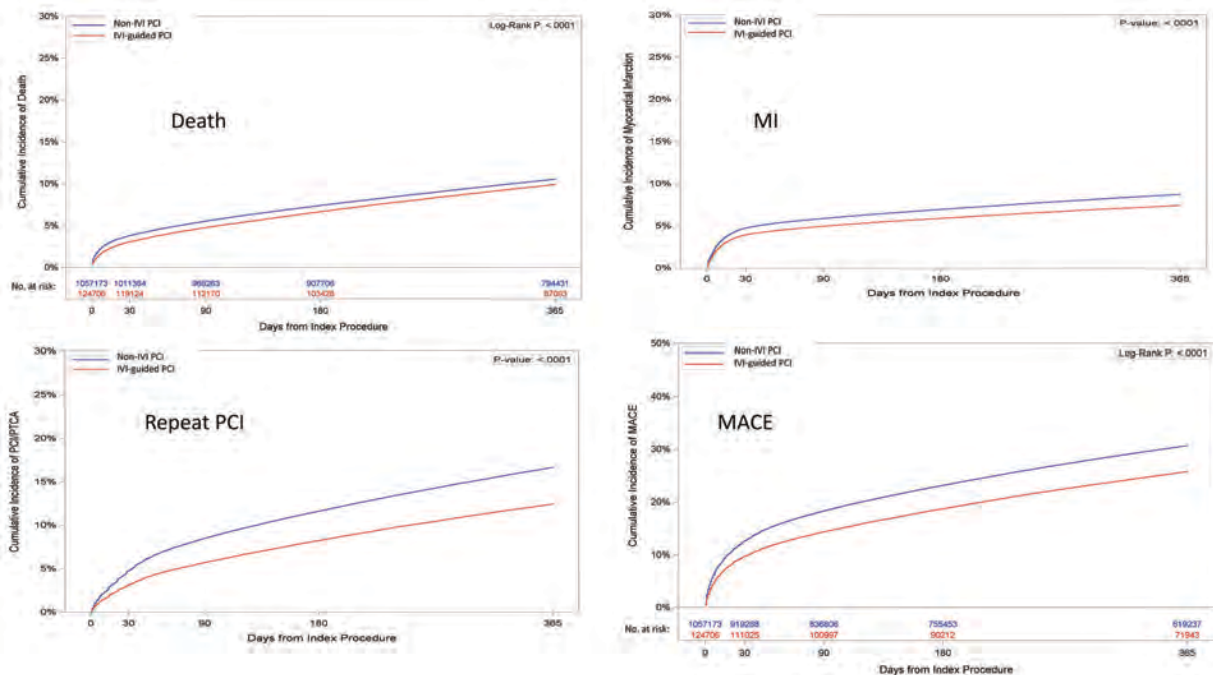 30%
25%
20%
15%
10%
5%
0%
Cumulative Incidence of Death
Non-IVI PCI
IVI-guided PCI
Log-Rank P: <.0001
Death
No. at risk:
1057173 1011364 968263 907706 794431
124706 119124 112170 103428 87093
0 30 90 180 365
Days from Index Procedure
30%
25%
20%
15%
10%
5%
0%
Cumulative Incidence of Myocardial Infarction
Non-IVI PCI
IVI-guided PCI
P-value: <.0001
MI
0 30 90 180 365
Days from Index Procedure
30%
25%
20%
15%
10%
5%
0%
Cumulative Incidence of PCI/PTCA
Non-IVI PCI
IVI-guided PCI
P-value: <.0001
Repeat PCI
0 30 90 180 365
Days from Index Procedure
50%
40%
30%
20%
10%
0%
Cumulative Incidence of MACE
Non-IVI PCI
IVI-guided PCI
Log-Rank P: <.0001
MACE
No. at risk:
1057173 919288 836806 755453 619237
124706 111025 100997 90212 71943
0 30 90 180 365
Days from Index Procedure